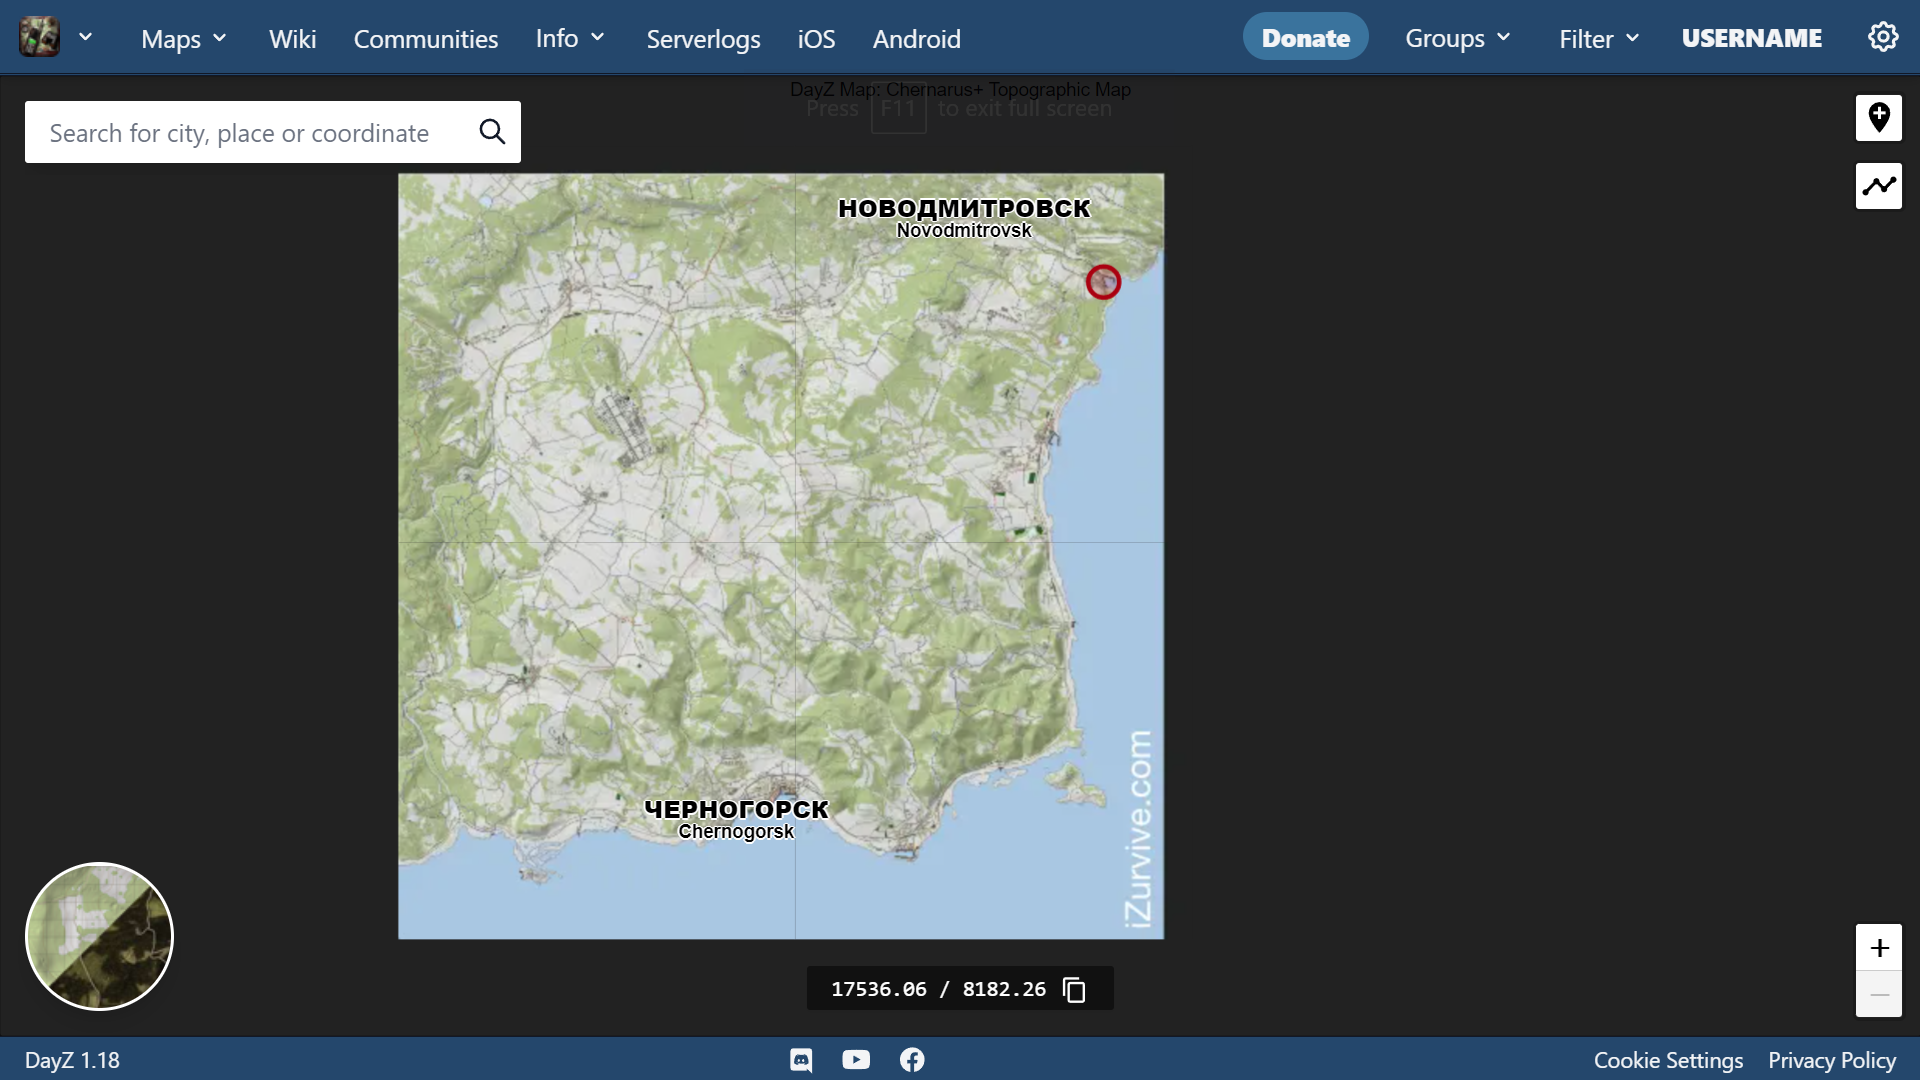 Maps Wiki Communities Info Serverlogs iOS Android Donate Groups Filter USERNAME
DayZ Map: Chernarus+ Topographic Map
Press F11 to exit full screen
Search for city, place or coordinate
НОВОДМИТРОВСК
Novodmitrovsk
ЧЕРНОГОРСК
Chernogorsk
iZurvive.com
17536.06 / 8182.26
DayZ 1.18
Cookie Settings Privacy Policy